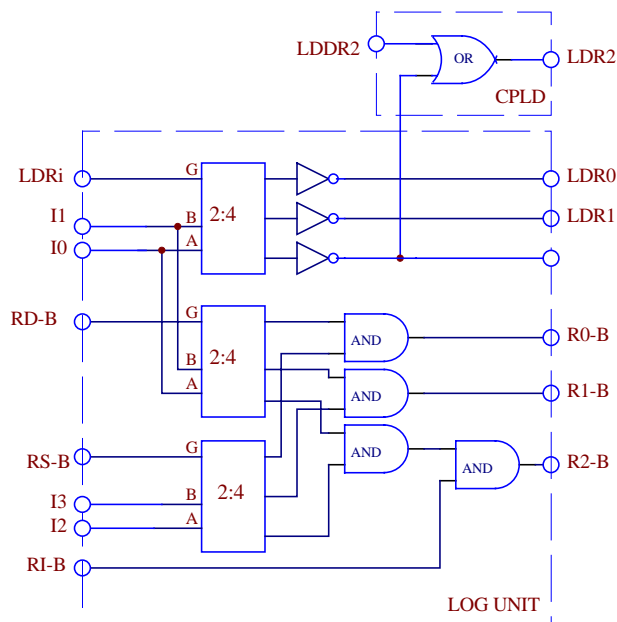 LDDR2
OR
LDR2
CPLD
LDRi
G
LDR0
I1
B
2:4
LDR1
I0
A
RD-B
G
R0-B
AND
2:4
B
A
R1-B
AND
RS-B
G
AND
R2-B
AND
2:4
I3
B
I2
A
RI-B
LOG UNIT